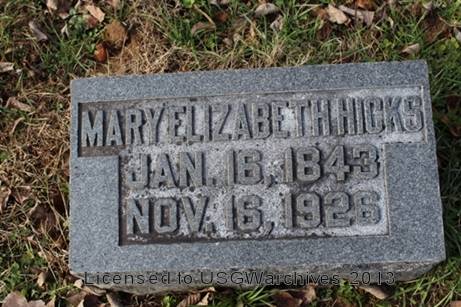 MARY ELIZABETH HICKS
JAN. 16, 1843
NOV. 16, 1926
Licensed to USGWarchives 2013